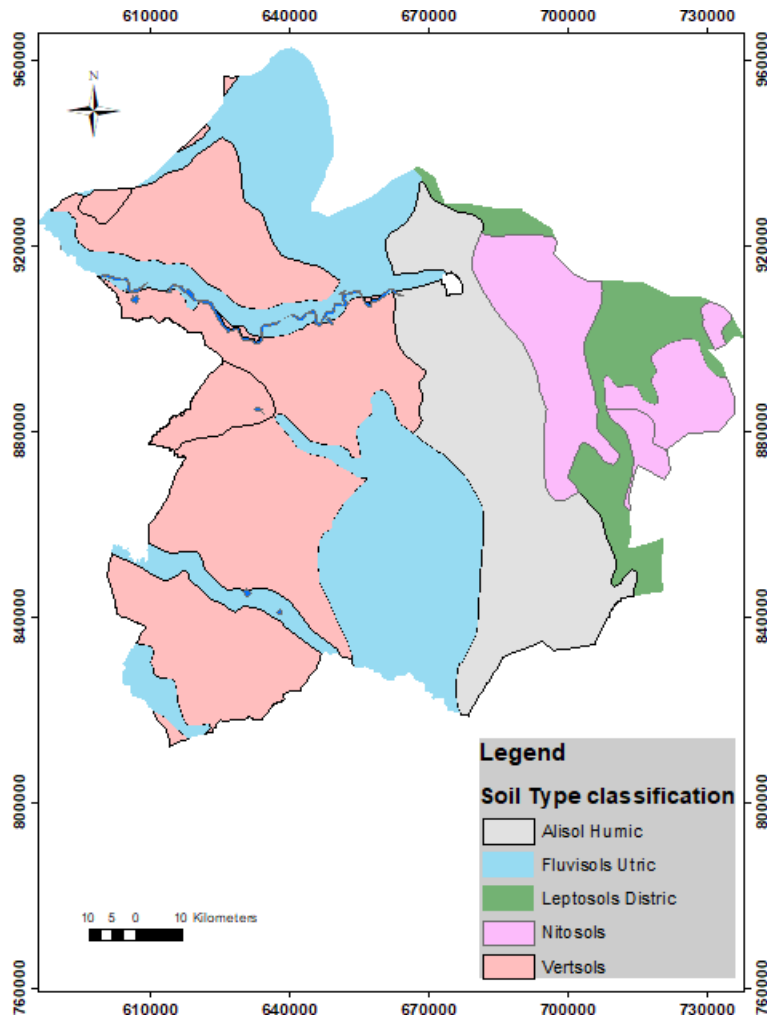 610000 640000 670000 700000 730000
960000 960000
N
920000 920000
880000 880000
840000 840000
800000 800000
760000 760000
Legend
Soil Type classification
Alisol Humic
Fluvisols Utric
Leptosols Distric
Nitosols
Vertsols
10 5 0 10 Kilometers
610000 640000 670000 700000 730000